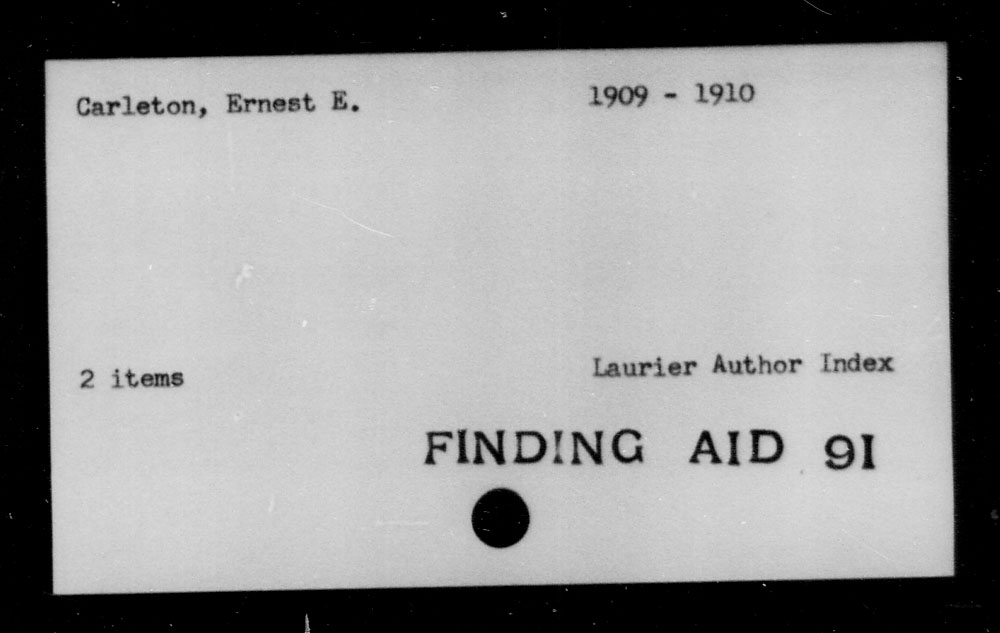 Carleton, Ernest E. 1909 - 1910
2 items Laurier Author Index
FINDING AID 91